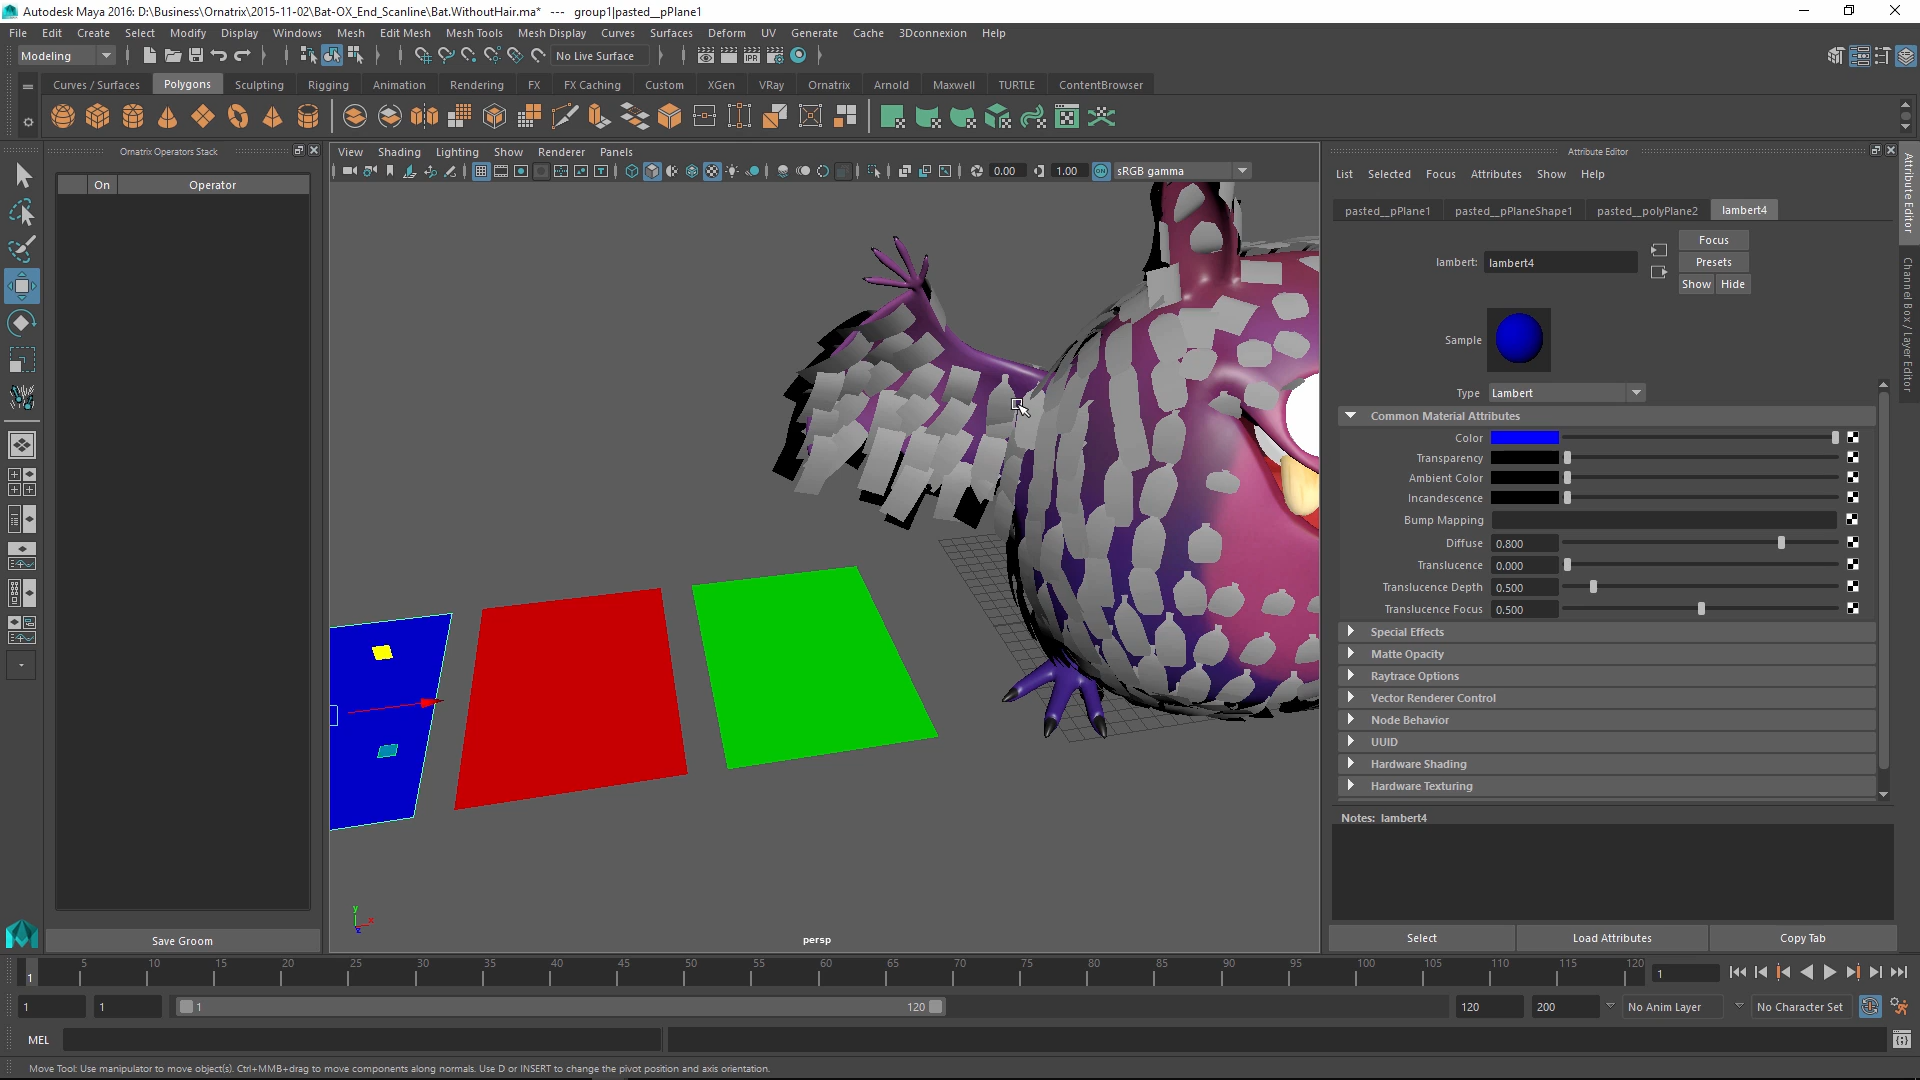 Autodesk Maya 2016: D:\Business\Ornatrix\2015-11-02\Bat-OX_End_Scanline\Bat.WithoutHair.ma* --- group1|pasted__pPlane1
File Edit Create Select Modify Display Windows Mesh Edit Mesh Mesh Tools Mesh Display Curves Surfaces Deform UV Generate Cache 3Dconnexion Help
Modeling No Live Surface IPR
Curves / Surfaces Polygons Sculpting Rigging Animation Rendering FX FX Caching Custom XGen VRay Ornatrix Arnold Maxwell TURTLE ContentBrowser
Ornatrix Operators Stack
On Operator
Save Groom
View Shading Lighting Show Renderer Panels
0.00 1.00 ON sRGB gamma
y x z
persp
Attribute Editor
List Selected Focus Attributes Show Help
pasted__pPlane1 pasted__pPlaneShape1 pasted__polyPlane2 lambert4
lambert: lambert4
Focus
Presets
Show Hide
Sample
Type Lambert
Common Material Attributes
Color
Transparency
Ambient Color
Incandescence
Bump Mapping
Diffuse 0.800
Translucence 0.000
Translucence Depth 0.500
Translucence Focus 0.500
Special Effects
Matte Opacity
Raytrace Options
Vector Renderer Control
Node Behavior
UUID
Hardware Shading
Hardware Texturing
Notes: lambert4
Select Load Attributes Copy Tab
Attribute Editor
Channel Box / Layer Editor
1 5 10 15 20 25 30 35 40 45 50 55 60 65 70 75 80 85 90 95 100 105 110 115 120 1
1 1 1 120 120 200 No Anim Layer No Character Set
MEL
Move Tool: Use manipulator to move object(s). Ctrl+MMB+drag to move components along normals. Use D or INSERT to change the pivot position and axis orientation.